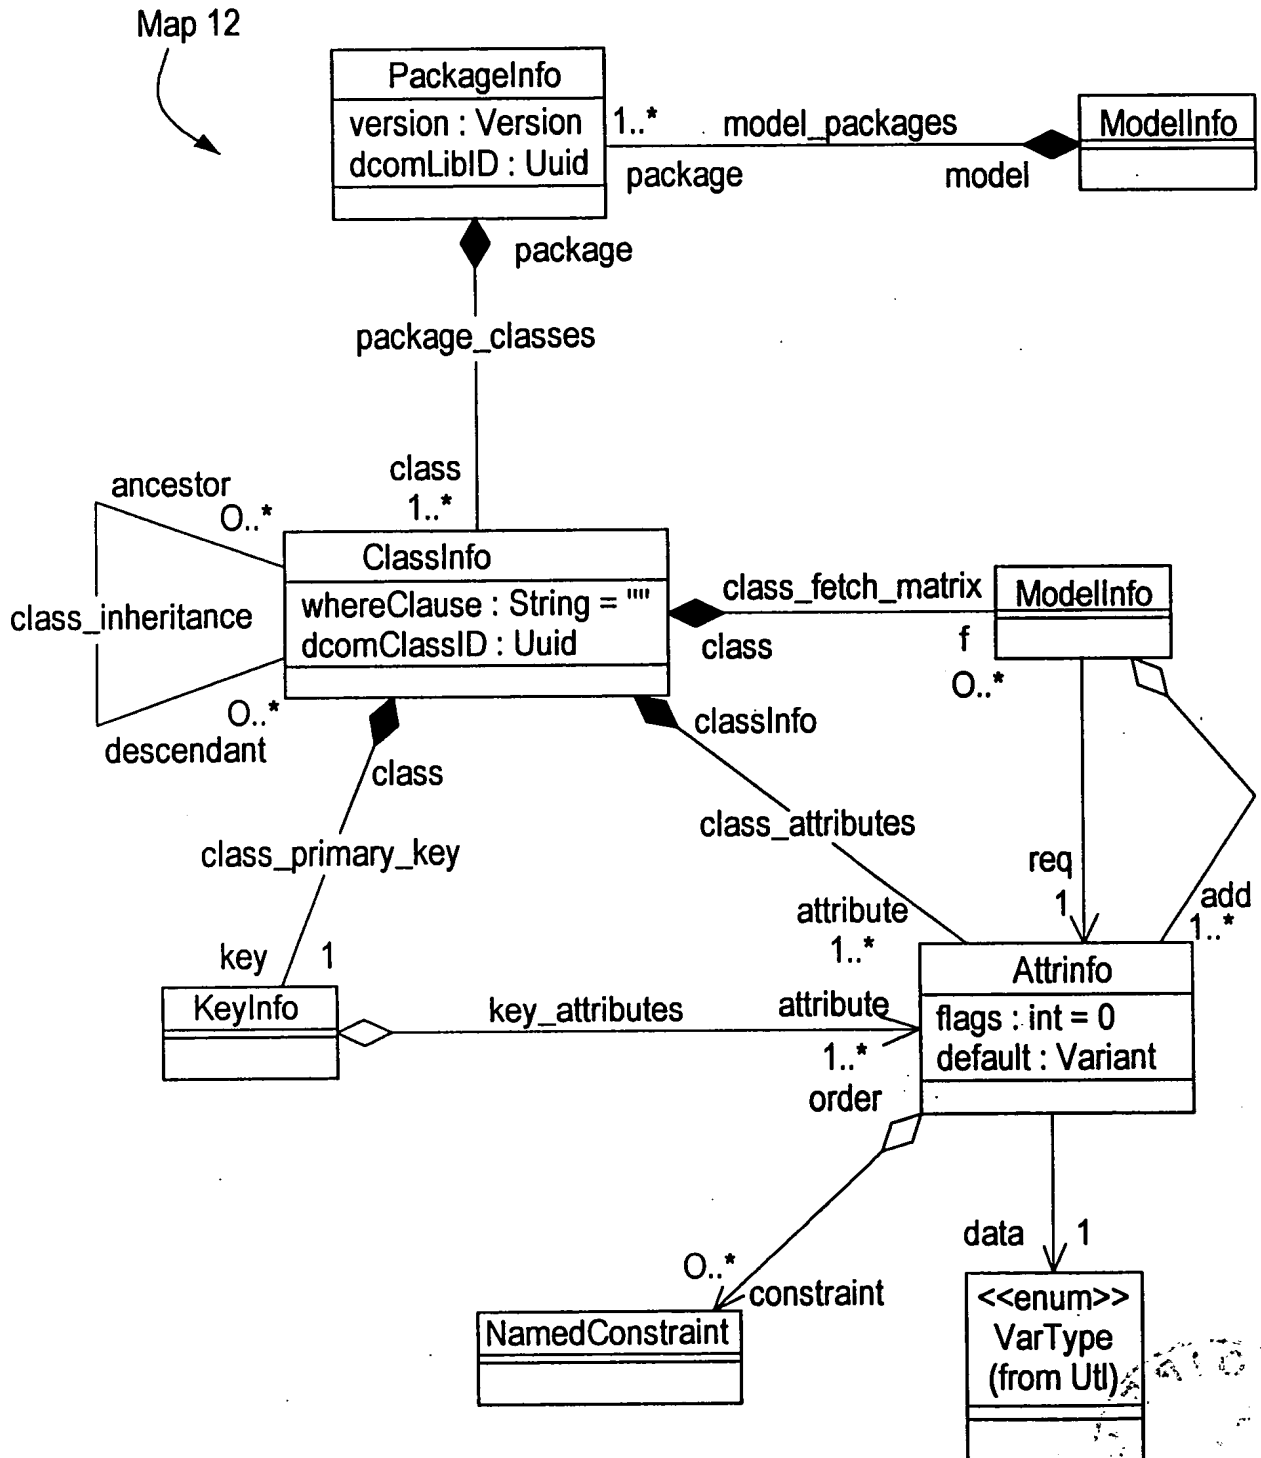 Map 12
PackageInfo
version : Version
dcomLibID : Uuid
1..*
model_packages
package
model
ModelInfo
package
package_classes
class
1..*
ancestor
O..*
class_inheritance
O..*
descendant
ClassInfo
whereClause : String = ""
dcomClassID : Uuid
class_fetch_matrix
class
f
O..*
ModelInfo
class
classInfo
class_primary_key
class_attributes
key
1
attribute
1..*
req
1
add
1..*
KeyInfo
key_attributes
attribute
1..*
order
Attrinfo
flags : int = 0
default : Variant
O..*
constraint
NamedConstraint
data
1
<<enum>>
VarType
(from Utl)